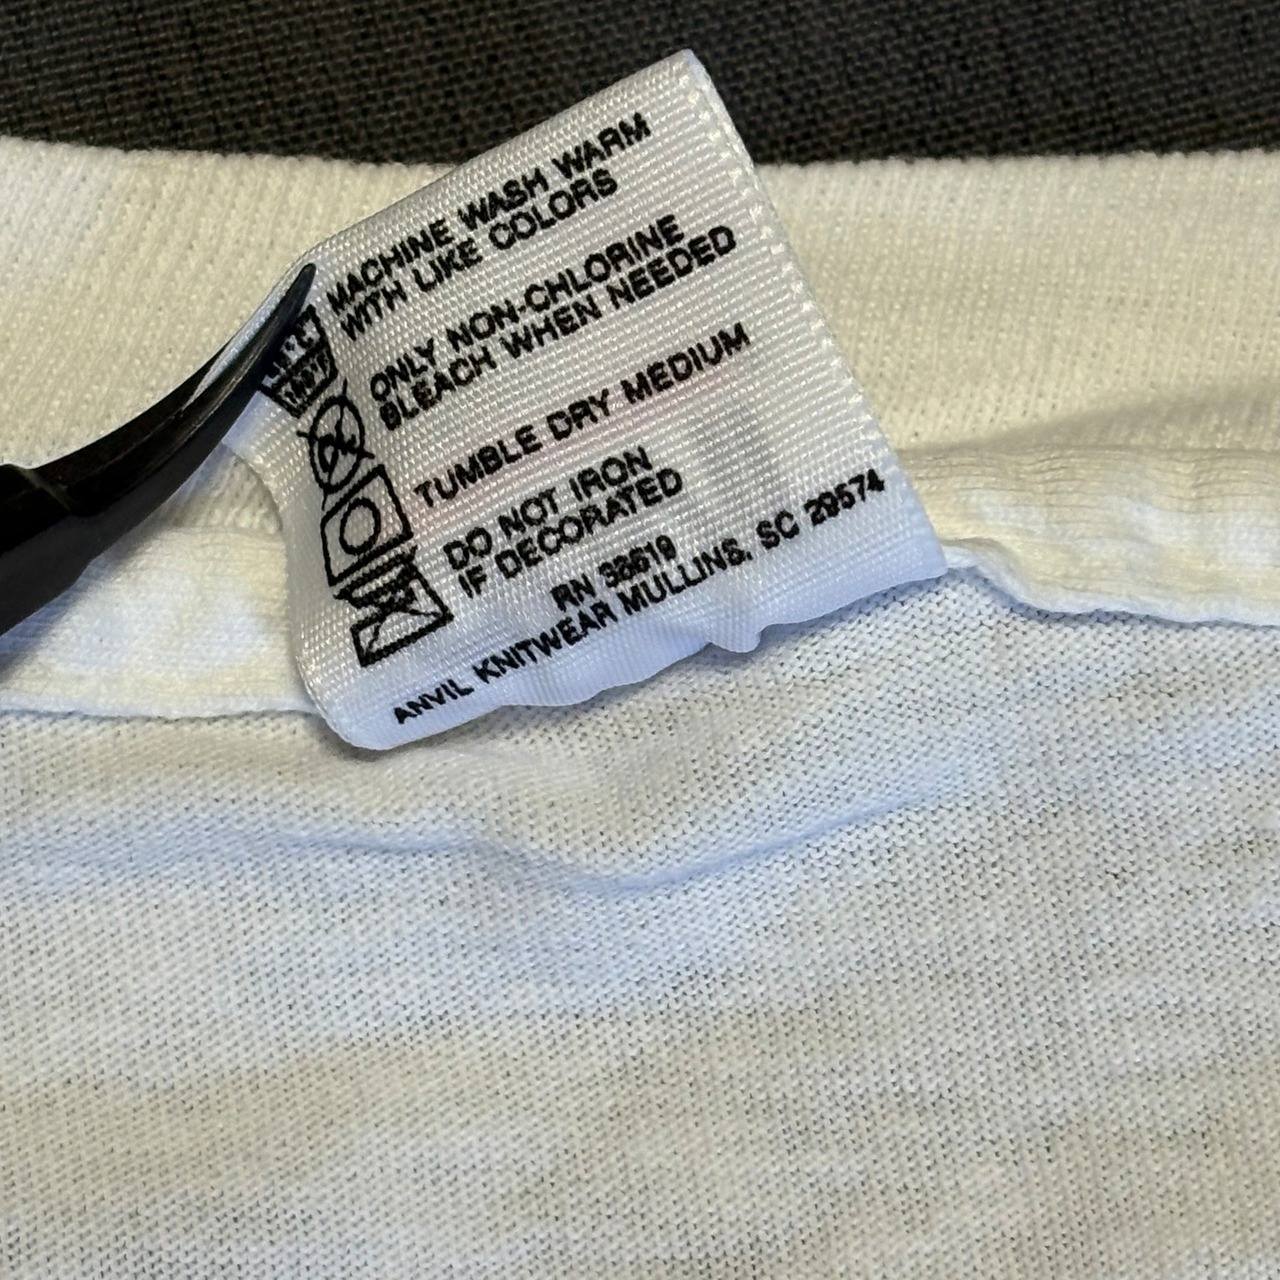 MACHINE WASH WARM
WITH LIKE COLORS
ONLY NON-CHLORINE
BLEACH WHEN NEEDED
TUMBLE DRY MEDIUM
DO NOT IRON
IF DECORATED
RN
ANVIL KNITWEAR MULLINS, SC 29574